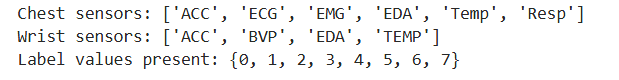 Chest sensors: ['ACC', 'ECG', 'EMG', 'EDA', 'Temp', 'Resp']
Wrist sensors: ['ACC', 'BVP', 'EDA', 'TEMP']
Label values present: {0, 1, 2, 3, 4, 5, 6, 7}